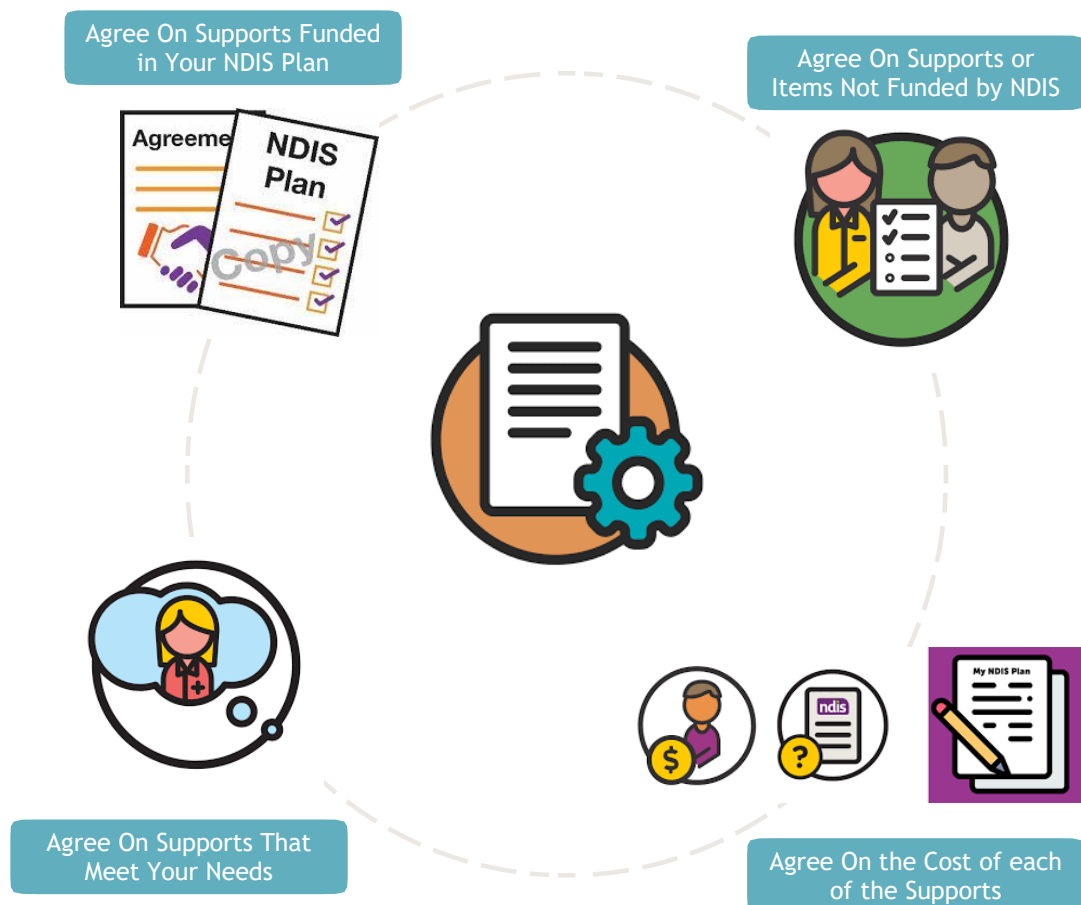 Agree On Supports Funded
in Your NDIS Plan
Agree On Supports or
Items Not Funded by NDIS
Agreeme
NDIS
Plan
Copy
My NDIS Plan
ndis
$
?
Agree On Supports That
Meet Your Needs
Agree On the Cost of each
of the Supports